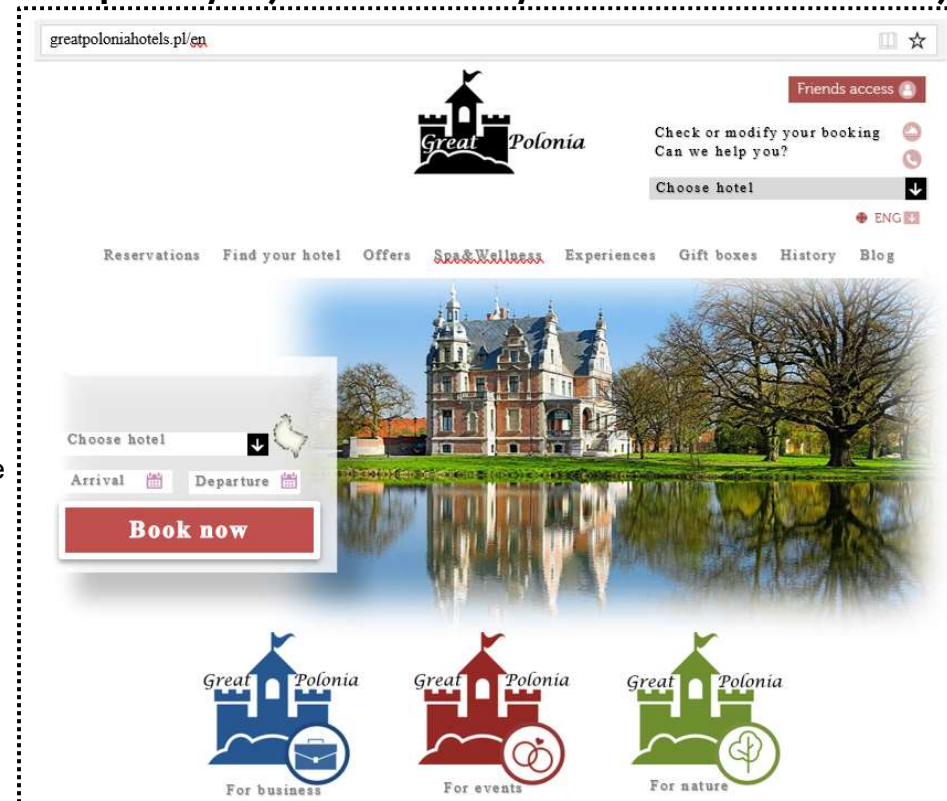 greatpoloniahotels.pl/en
Friends access
Great Polonia
Check or modify your booking
Can we help you?
Choose hotel
ENG
Reservations Find your hotel Offers Spa&Wellness Experiences Gift boxes History Blog
Choose hotel
Arrival Departure
Book now
Great Polonia Great Polonia Great Polonia
For business For events For nature